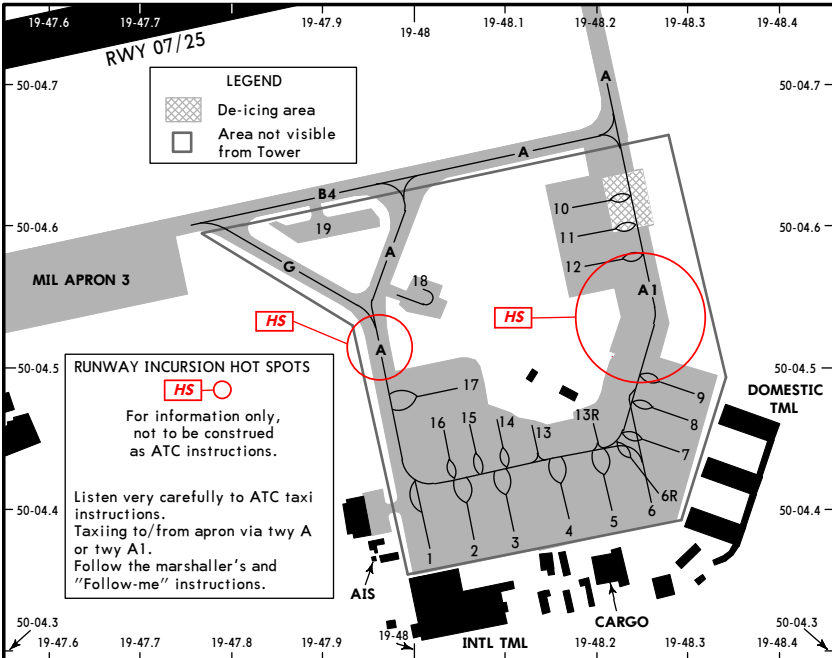 19-47.6
19-47.7
19-47.8
19-47.9
19-48
19-48.1
19-48.2
19-48.3
19-48.4
RWY 07/25
50-04.7
50-04.7
LEGEND
De-icing area
Area not visible
from Tower
A
A
B4
10
50-04.6
50-04.6
19
11
A
G
12
MIL APRON 3
18
A1
HS
HS
A
50-04.5
50-04.5
RUNWAY INCURSION HOT SPOTS
HS
For information only,
not to be construed
as ATC instructions.
Listen very carefully to ATC taxi
instructions.
Taxiing to/from apron via twy A
or twy A1.
Follow the marshaller's and
"Follow-me" instructions.
17
9
DOMESTIC
TML
16
15
14
13
13R
8
7
6R
50-04.4
50-04.4
1
2
3
4
5
6
AIS
CARGO
INTL TML
50-04.3
50-04.3
19-47.6
19-47.7
19-47.8
19-47.9
19-48
19-48.1
19-48.2
19-48.3
19-48.4